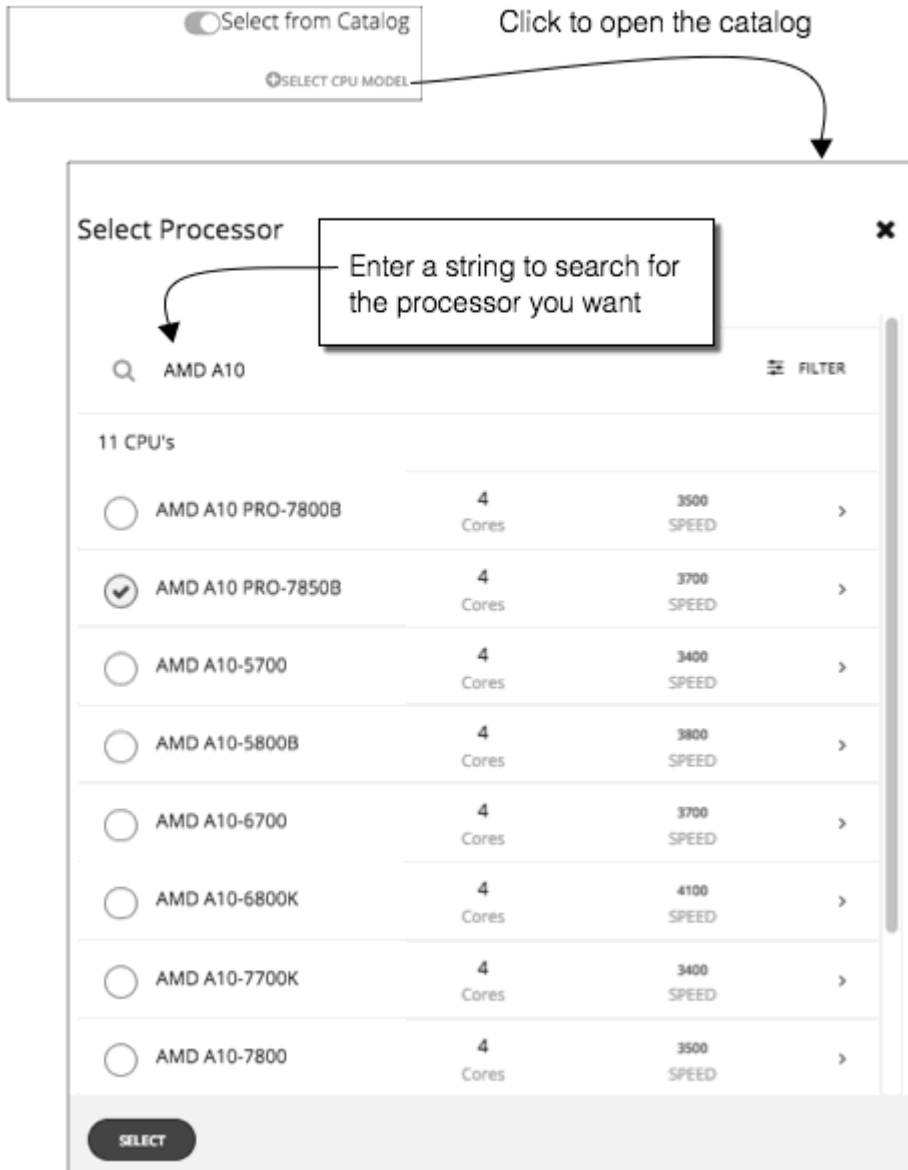 Select from Catalog
Click to open the catalog
SELECT CPU MODEL
Select Processor
Enter a string to search for
the processor you want
AMD A10
FILTER
11 CPU's
AMD A10 PRO-7800B 4 3500
Cores SPEED
AMD A10 PRO-7850B 4 3700
Cores SPEED
AMD A10-5700 4 3400
Cores SPEED
AMD A10-5800B 4 3800
Cores SPEED
AMD A10-6700 4 3700
Cores SPEED
AMD A10-6800K 4 4100
Cores SPEED
AMD A10-7700K 4 3400
Cores SPEED
AMD A10-7800 4 3500
Cores SPEED
SELECT